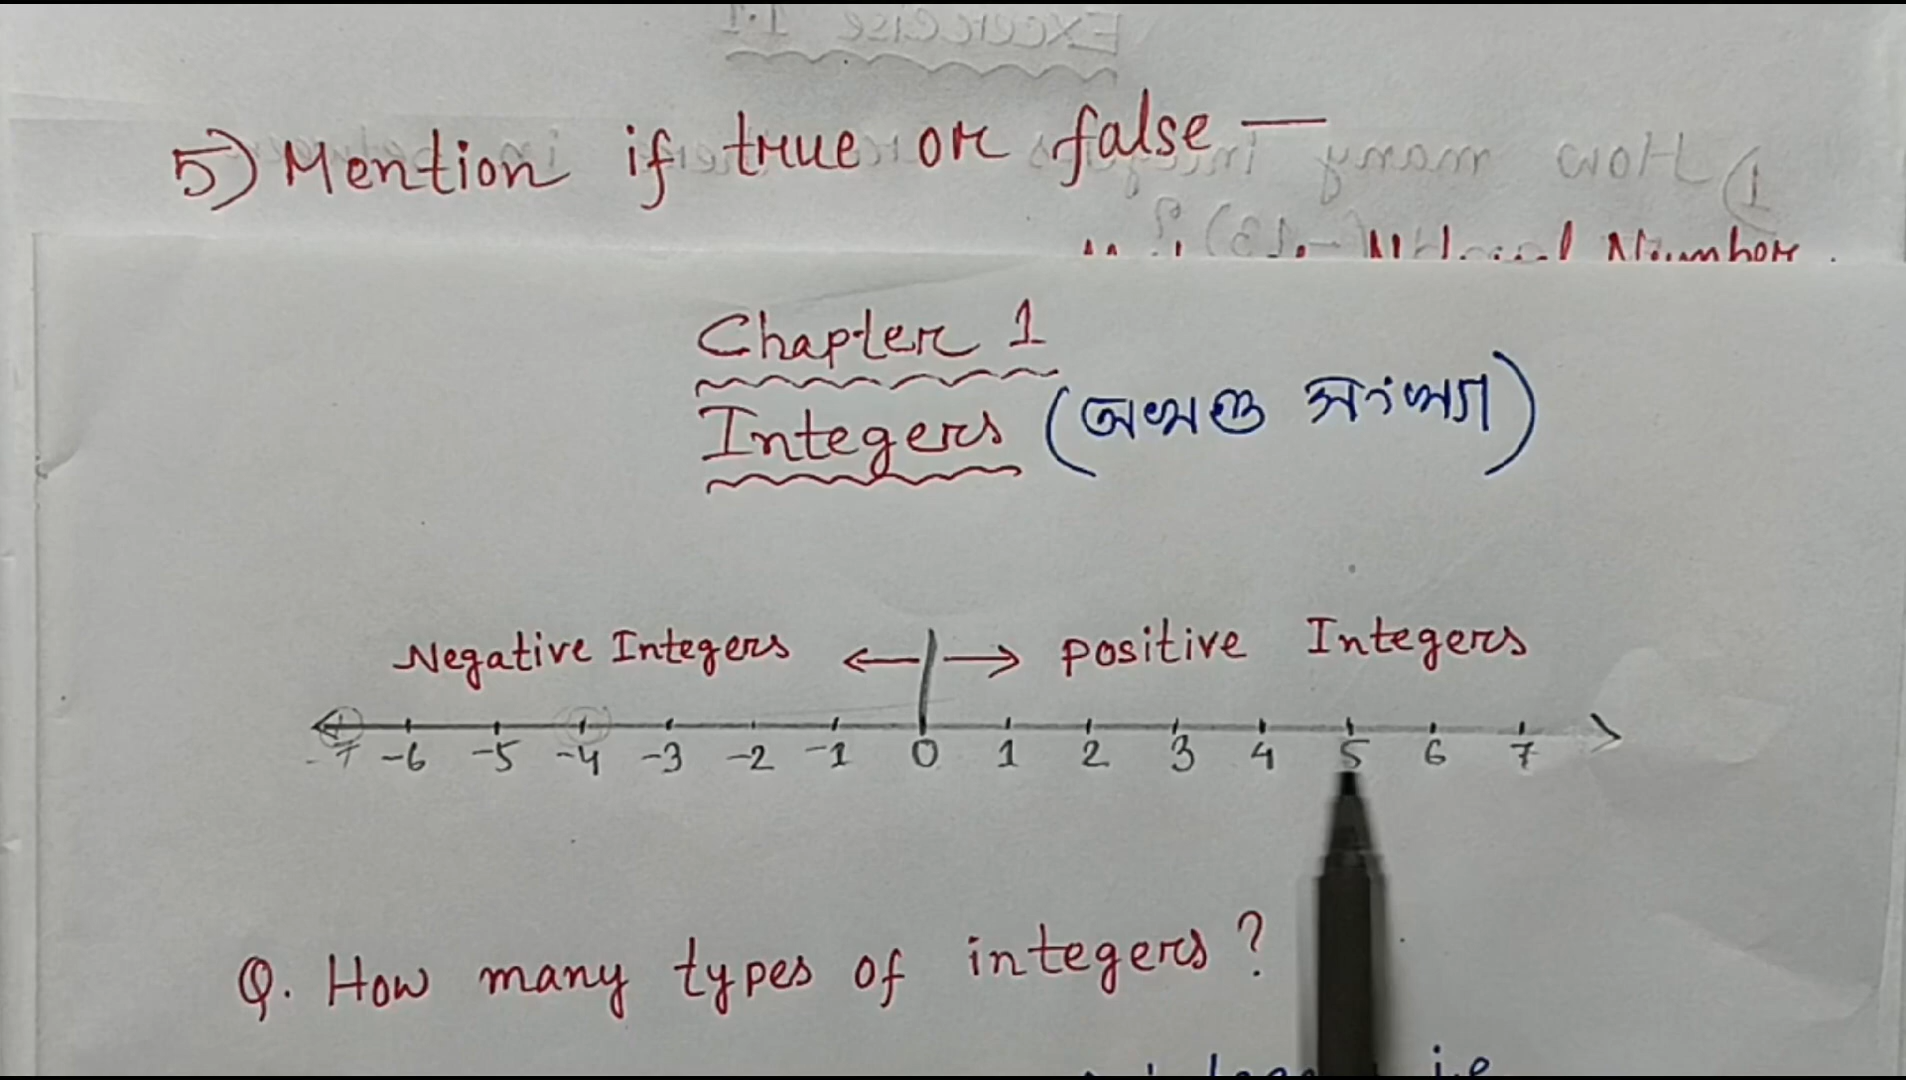 5) Mention if true or false —
Number.
Chapter 1
Integers (অখণ্ড সংখ্যা)
Negative Integers ← → positive Integers
-7 -6 -5 -4 -3 -2 -1 0 1 2 3 4 5 6 7
Q. How many types of integers?
i.e